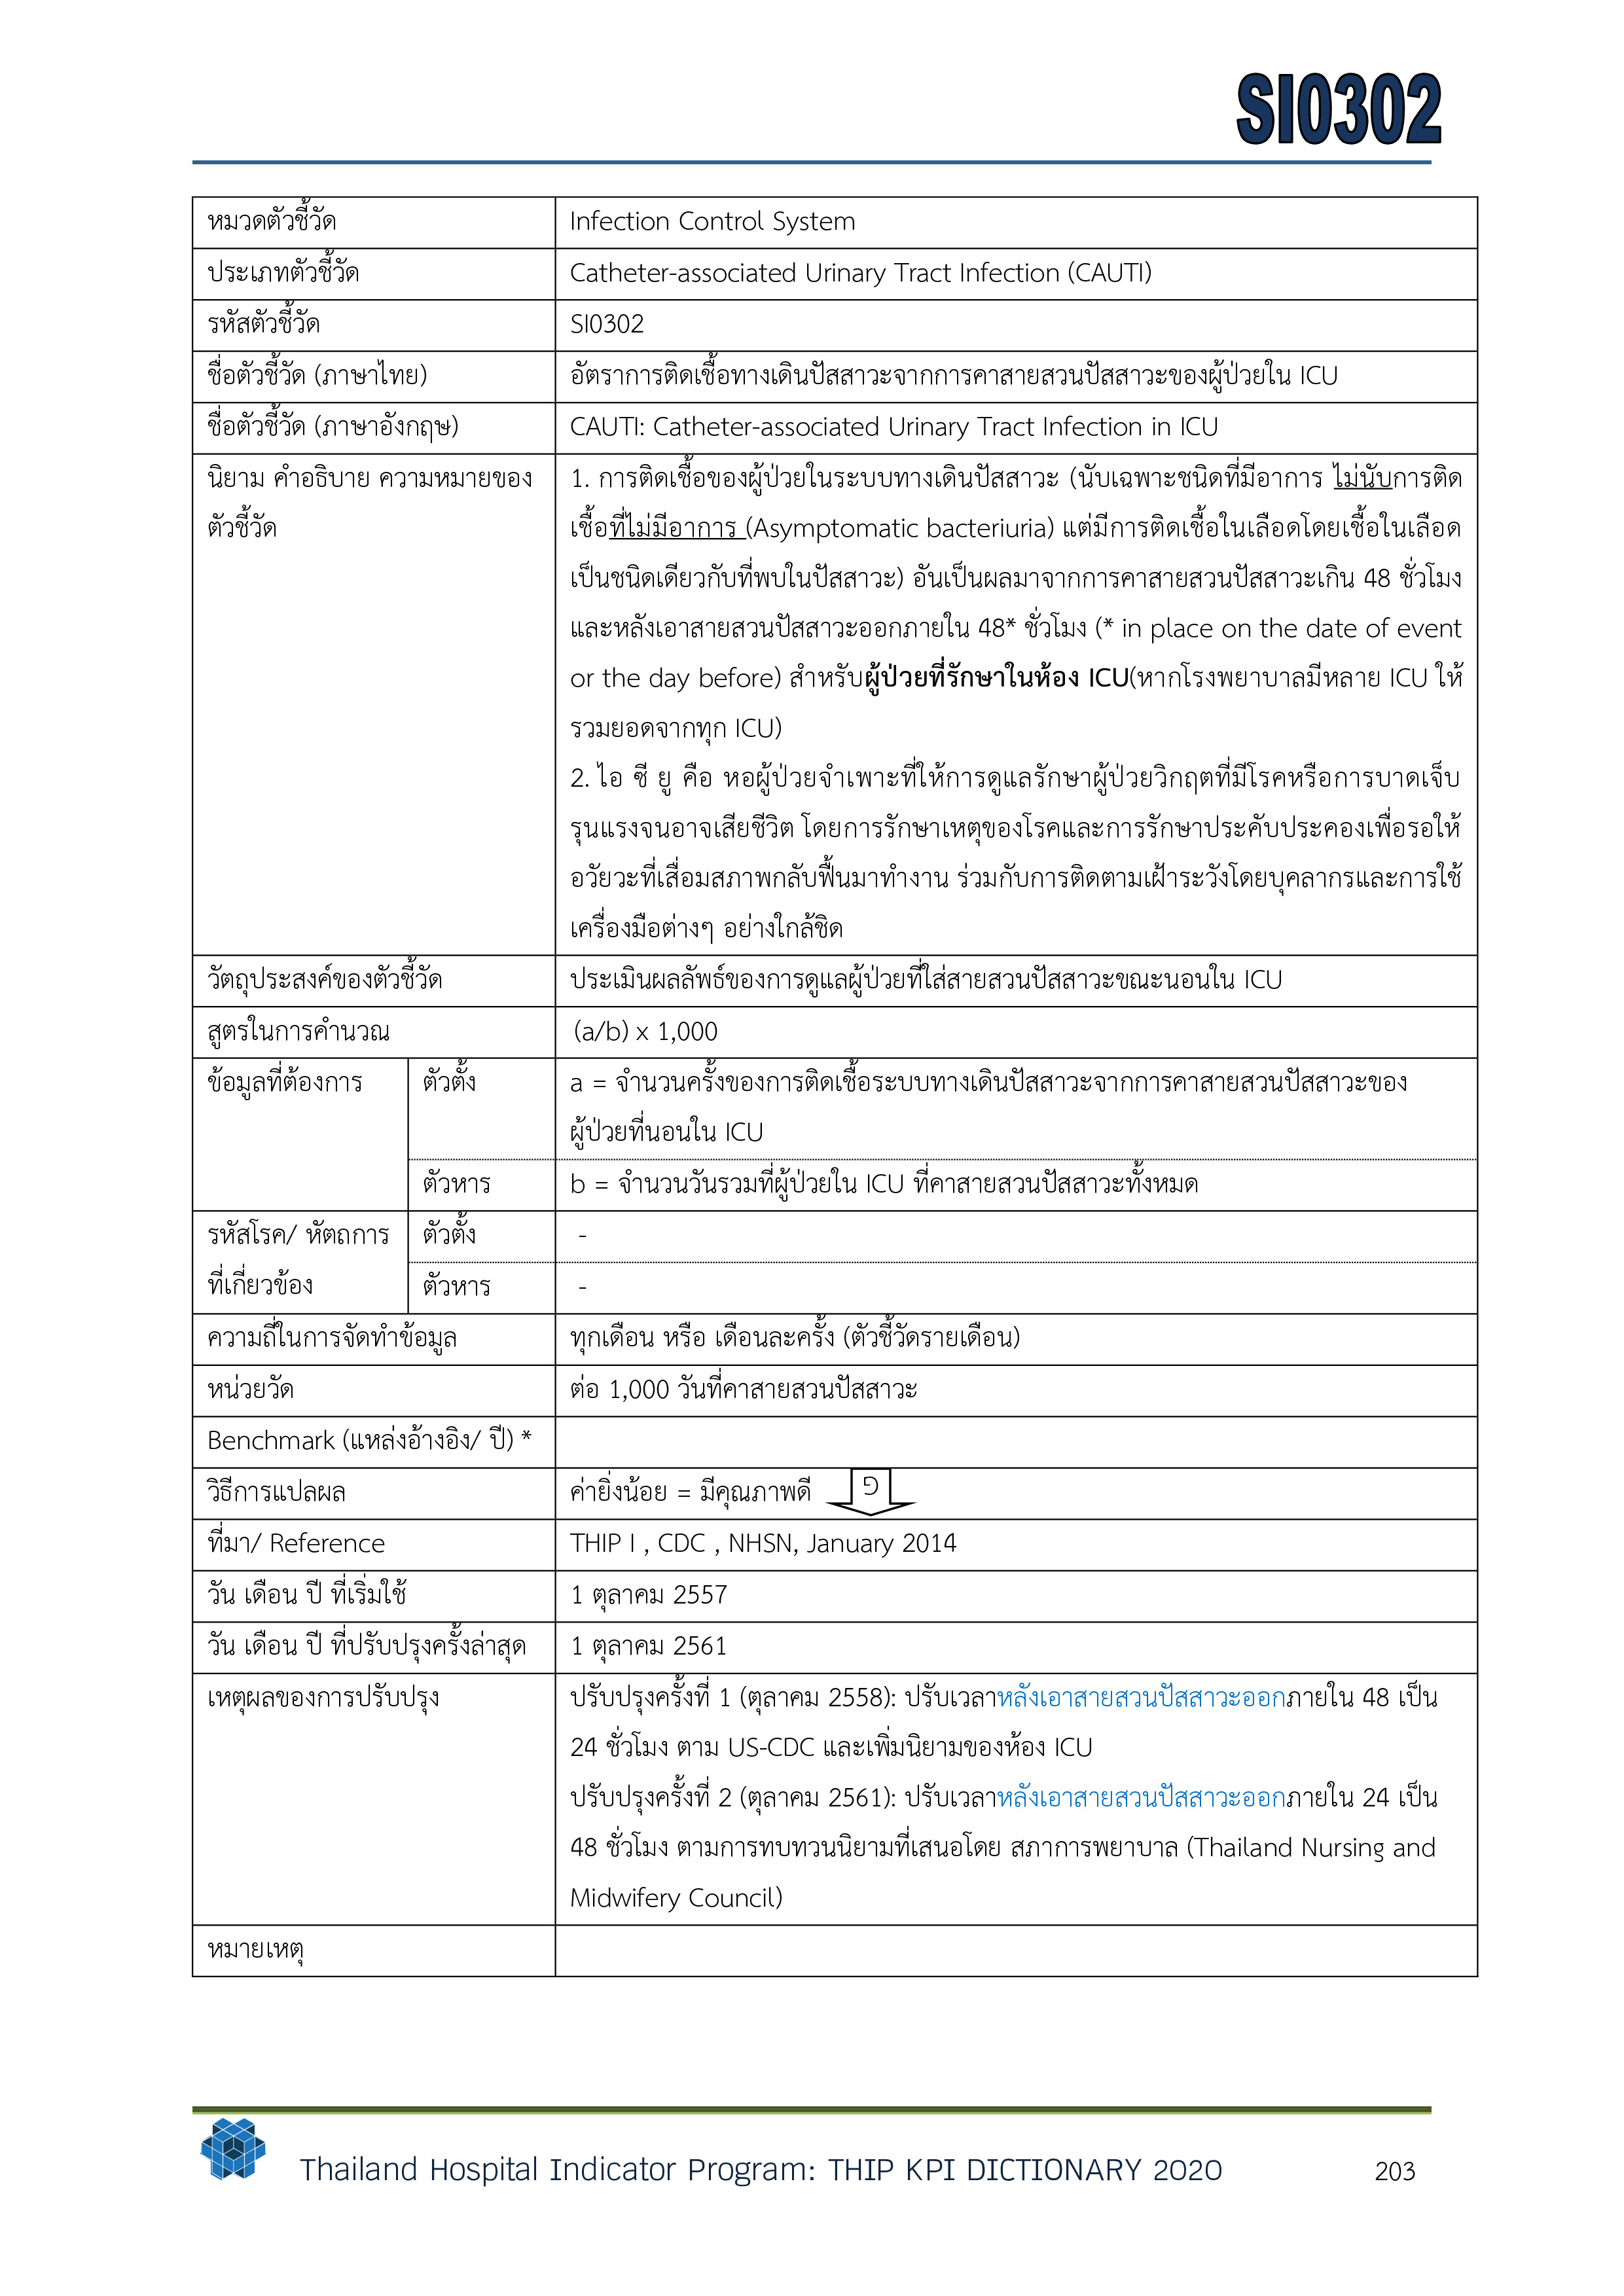 SI0302
หมวดตัวชี้วัด
Infection Control System
ประเภทตัวชี้วัด
Catheter-associated Urinary Tract Infection (CAUTI)
รหัสตัวชี้วัด
SI0302
ชื่อตัวชี้วัด (ภาษาไทย)
อัตราการติดเชื้อทางเดินปัสสาวะจากการคาสายสวนปัสสาวะของผู้ป่วยใน ICU
ชื่อตัวชี้วัด (ภาษาอังกฤษ)
CAUTI: Catheter-associated Urinary Tract Infection in ICU
นิยาม คำอธิบาย ความหมายของ
ตัวชี้วัด
1. การติดเชื้อของผู้ป่วยในระบบทางเดินปัสสาวะ (นับเฉพาะชนิดที่มีอาการ ไม่นับการติด
เชื้อที่ไม่มีอาการ (Asymptomatic bacteriuria) แต่มีการติดเชื้อในเลือดโดยเชื้อในเลือด
เป็นชนิดเดียวกับที่พบในปัสสาวะ) อันเป็นผลมาจากการคาสายสวนปัสสาวะเกิน 48 ชั่วโมง
และหลังเอาสายสวนปัสสาวะออกภายใน 48* ชั่วโมง (* in place on the date of event
or the day before) สำหรับผู้ป่วยที่รักษาในห้อง ICU(หากโรงพยาบาลมีหลาย ICU ให้
รวมยอดจากทุก ICU)
2. ไอ ซี ยู คือ หอผู้ป่วยจำเพาะที่ให้การดูแลรักษาผู้ป่วยวิกฤตที่มีโรคหรือการบาดเจ็บ
รุนแรงจนอาจเสียชีวิต โดยการรักษาเหตุของโรคและการรักษาประคับประคองเพื่อรอให้
อวัยวะที่เสื่อมสภาพกลับฟื้นมาทำงาน ร่วมกับการติดตามเฝ้าระวังโดยบุคลากรและการใช้
เครื่องมือต่างๆ อย่างใกล้ชิด
วัตถุประสงค์ของตัวชี้วัด
ประเมินผลลัพธ์ของการดูแลผู้ป่วยที่ใส่สายสวนปัสสาวะขณะนอนใน ICU
สูตรในการคำนวณ
(a/b) x 1,000
ข้อมูลที่ต้องการ
ตัวตั้ง
a = จำนวนครั้งของการติดเชื้อระบบทางเดินปัสสาวะจากการคาสายสวนปัสสาวะของ
ผู้ป่วยที่นอนใน ICU
ตัวหาร
b = จำนวนวันรวมที่ผู้ป่วยใน ICU ที่คาสายสวนปัสสาวะทั้งหมด
รหัสโรค/ หัตถการ
ที่เกี่ยวข้อง
ตัวตั้ง
-
ตัวหาร
-
ความถี่ในการจัดทำข้อมูล
ทุกเดือน หรือ เดือนละครั้ง (ตัวชี้วัดรายเดือน)
หน่วยวัด
ต่อ 1,000 วันที่คาสายสวนปัสสาวะ
Benchmark (แหล่งอ้างอิง/ ปี) *
วิธีการแปลผล
ค่ายิ่งน้อย = มีคุณภาพดี
ที่มา/ Reference
THIP I , CDC , NHSN, January 2014
วัน เดือน ปี ที่เริ่มใช้
1 ตุลาคม 2557
วัน เดือน ปี ที่ปรับปรุงครั้งล่าสุด
1 ตุลาคม 2561
เหตุผลของการปรับปรุง
ปรับปรุงครั้งที่ 1 (ตุลาคม 2558): ปรับเวลาหลังเอาสายสวนปัสสาวะออกภายใน 48 เป็น
24 ชั่วโมง ตาม US-CDC และเพิ่มนิยามของห้อง ICU
ปรับปรุงครั้งที่ 2 (ตุลาคม 2561): ปรับเวลาหลังเอาสายสวนปัสสาวะออกภายใน 24 เป็น
48 ชั่วโมง ตามการทบทวนนิยามที่เสนอโดย สภาการพยาบาล (Thailand Nursing and
Midwifery Council)
หมายเหตุ
Thailand Hospital Indicator Program: THIP KPI DICTIONARY 2020
203